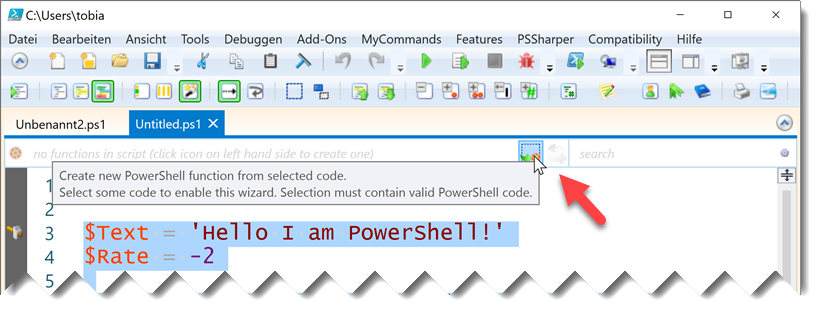 C:\Users\tobia
Datei Bearbeiten Ansicht Tools Debuggen Add-Ons MyCommands Features PSSharper Compatibility Hilfe
Unbenannt2.ps1 Untitled.ps1
no functions in script (click icon on left hand side to create one) search
Create new PowerShell function from selected code.
Select some code to enable this wizard. Selection must contain valid PowerShell code.
1
2
3 $Text = 'Hello I am PowerShell!'
4 $Rate = -2
5